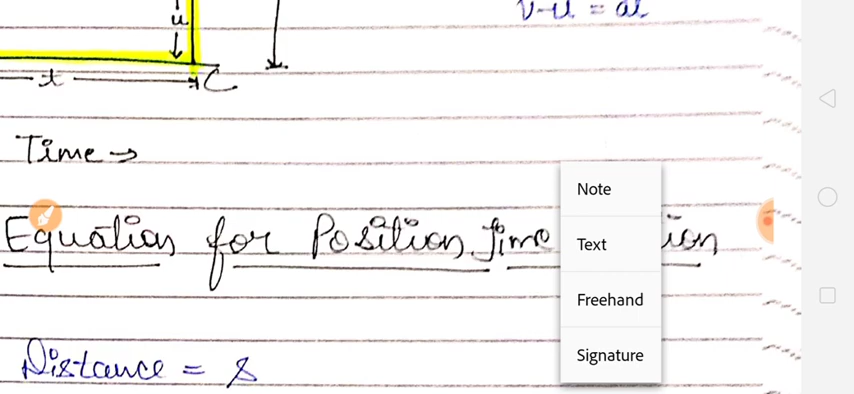 u
v-u = at
t C
Time →
Equation for Position time
Note
Text
Freehand
Signature
Distance = s